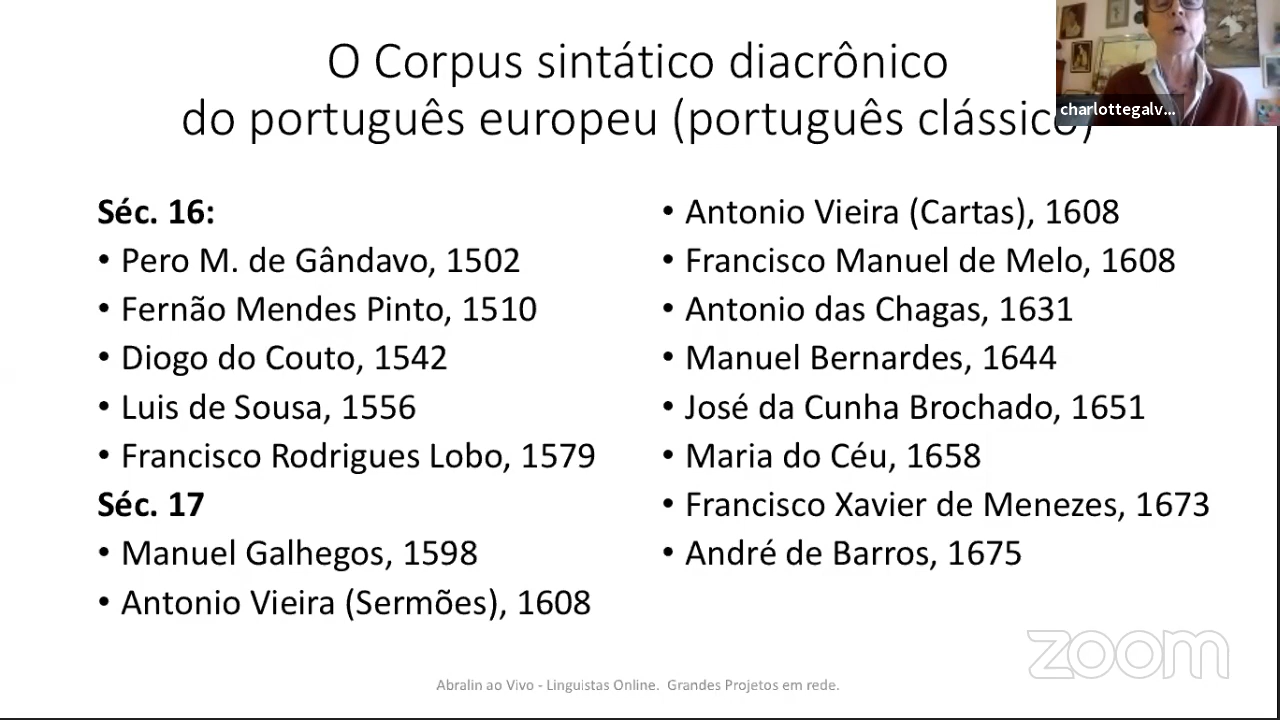 O Corpus sintático diacrônico
do português europeu (português clássico)
charlottegalv...
Séc. 16:
• Pero M. de Gândavo, 1502
• Fernão Mendes Pinto, 1510
• Diogo do Couto, 1542
• Luis de Sousa, 1556
• Francisco Rodrigues Lobo, 1579
Séc. 17
• Manuel Galhegos, 1598
• Antonio Vieira (Sermões), 1608
• Antonio Vieira (Cartas), 1608
• Francisco Manuel de Melo, 1608
• Antonio das Chagas, 1631
• Manuel Bernardes, 1644
• José da Cunha Brochado, 1651
• Maria do Céu, 1658
• Francisco Xavier de Menezes, 1673
• André de Barros, 1675
zoom
Abralin ao Vivo - Linguistas Online. Grandes Projetos em rede.